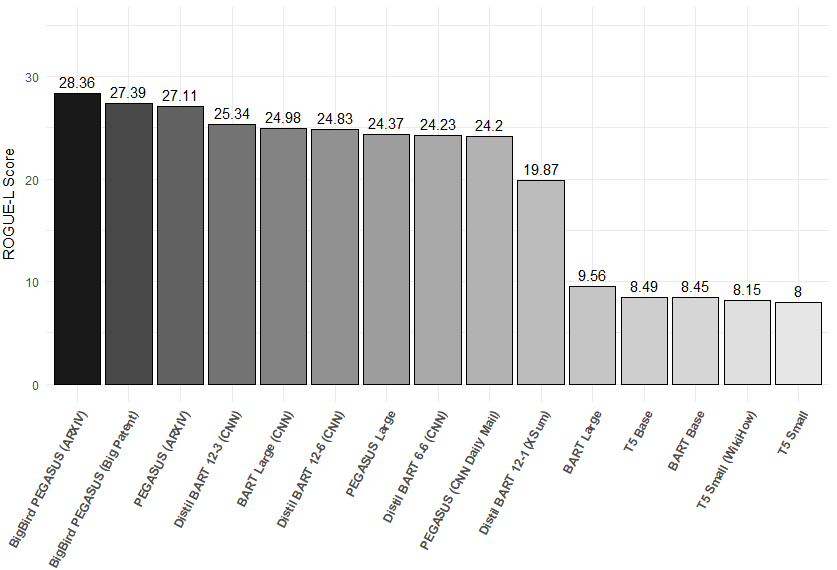 ROGUE-L Score
30
20
10
0
28.36
27.39
27.11
25.34
24.98
24.83
24.37
24.23
24.2
19.87
9.56
8.49
8.45
8.15
8
BigBird PEGASUS (ARXIV)
BigBird PEGASUS (Big Patent)
PEGASUS (ARXIV)
Distil BART 12-3 (CNN)
BART Large (CNN)
Distil BART 12-6 (CNN)
PEGASUS Large
Distil BART 6-6 (CNN)
PEGASUS (CNN Daily Mail)
Distil BART 12-1 (XSum)
BART Large
T5 Base
BART Base
T5 Small (WikiHow)
T5 Small